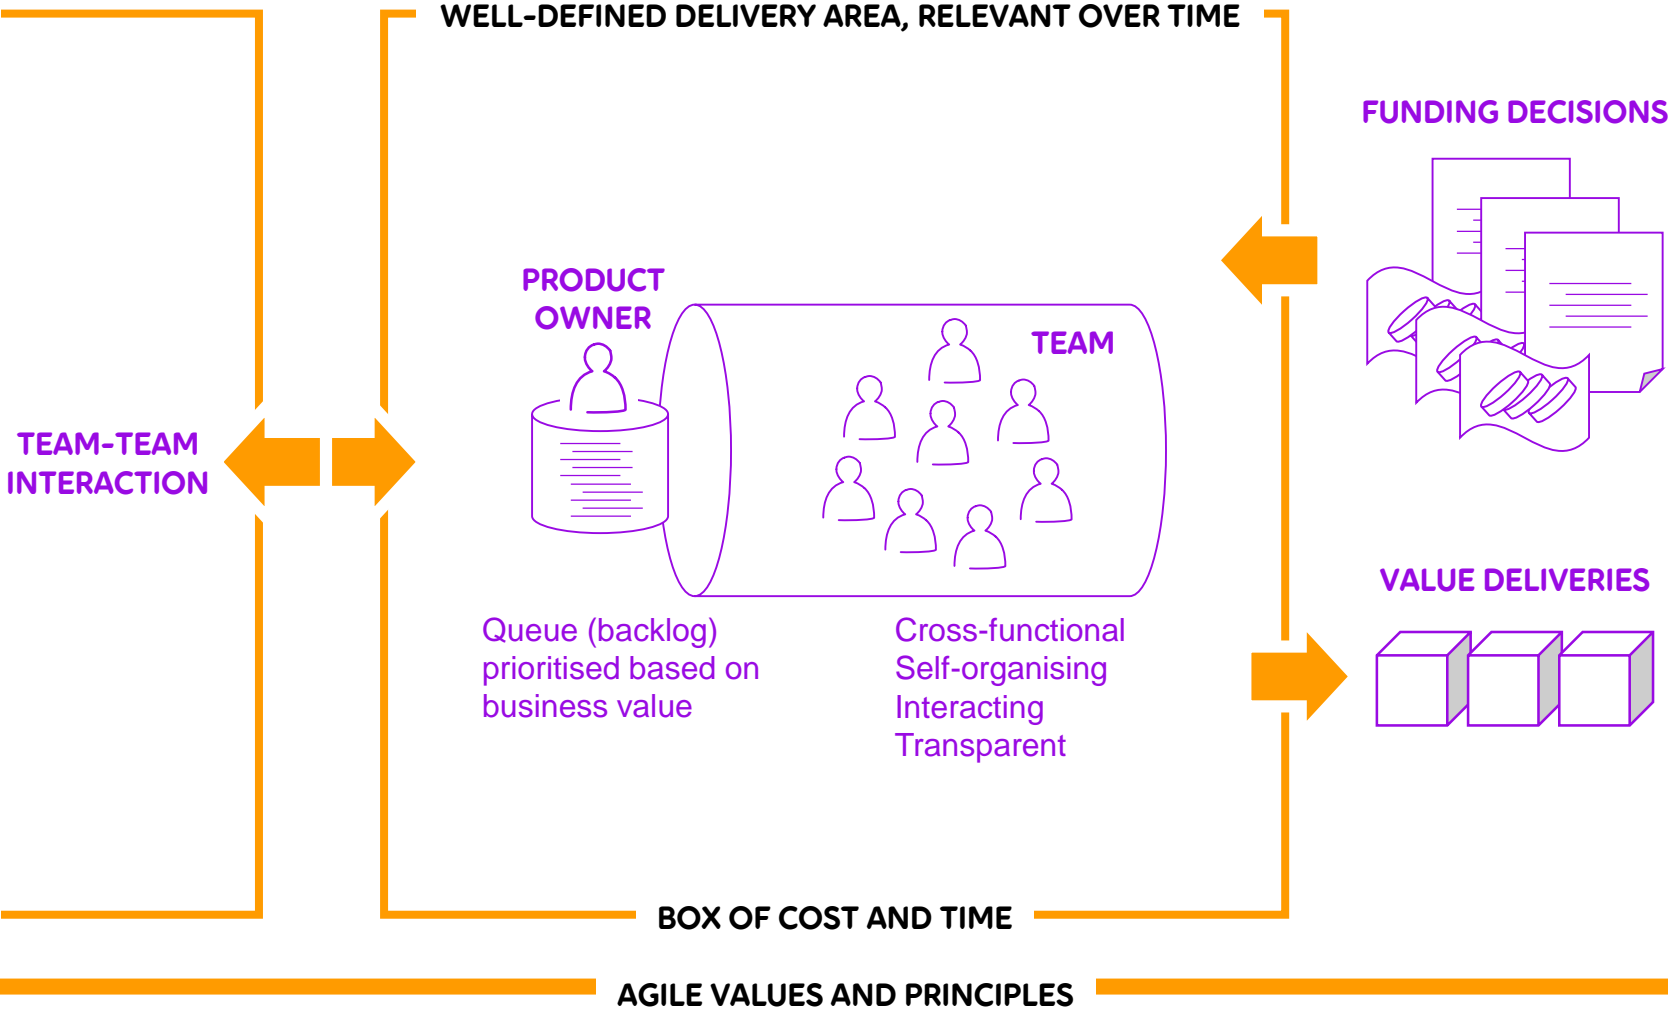 WELL-DEFINED DELIVERY AREA, RELEVANT OVER TIME
FUNDING DECISIONS
PRODUCT
OWNER
TEAM
TEAM-TEAM
INTERACTION
VALUE DELIVERIES
Queue (backlog)
prioritised based on
business value
Cross-functional
Self-organising
Interacting
Transparent
BOX OF COST AND TIME
AGILE VALUES AND PRINCIPLES